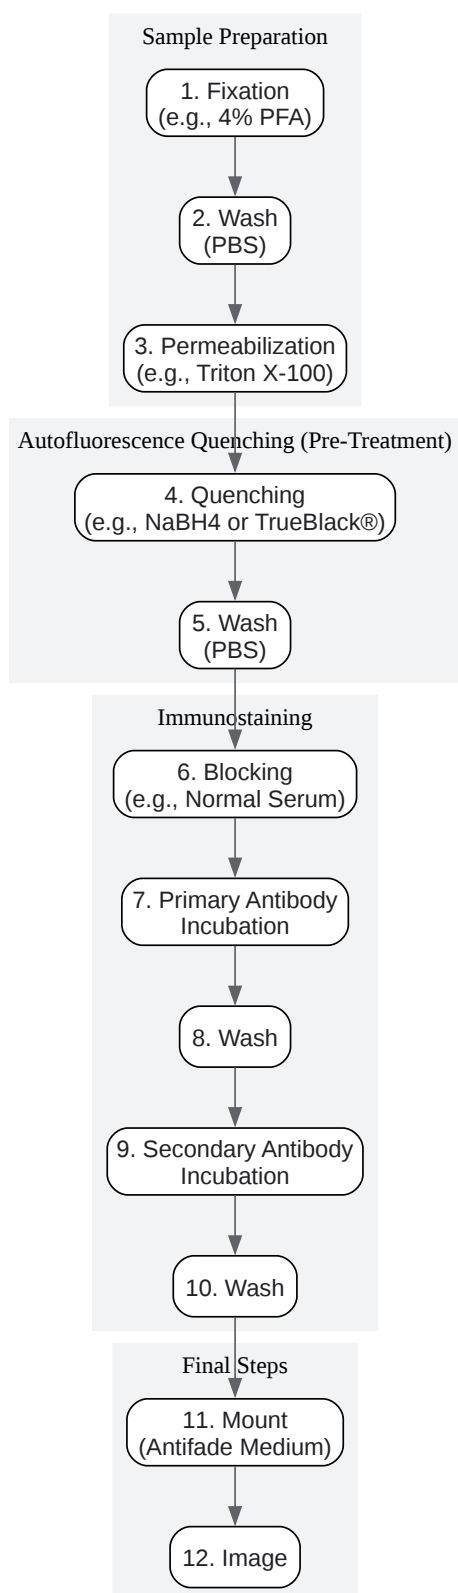 Sample Preparation
1. Fixation
(e.g., 4% PFA)
2. Wash
(PBS)
3. Permeabilization
(e.g., Triton X-100)
Autofluorescence Quenching (Pre-Treatment)
4. Quenching
(e.g., NaBH4 or TrueBlack®)
5. Wash
(PBS)
Immunostaining
6. Blocking
(e.g., Normal Serum)
7. Primary Antibody
Incubation
8. Wash
9. Secondary Antibody
Incubation
10. Wash
Final Steps
11. Mount
(Antifade Medium)
12. Image